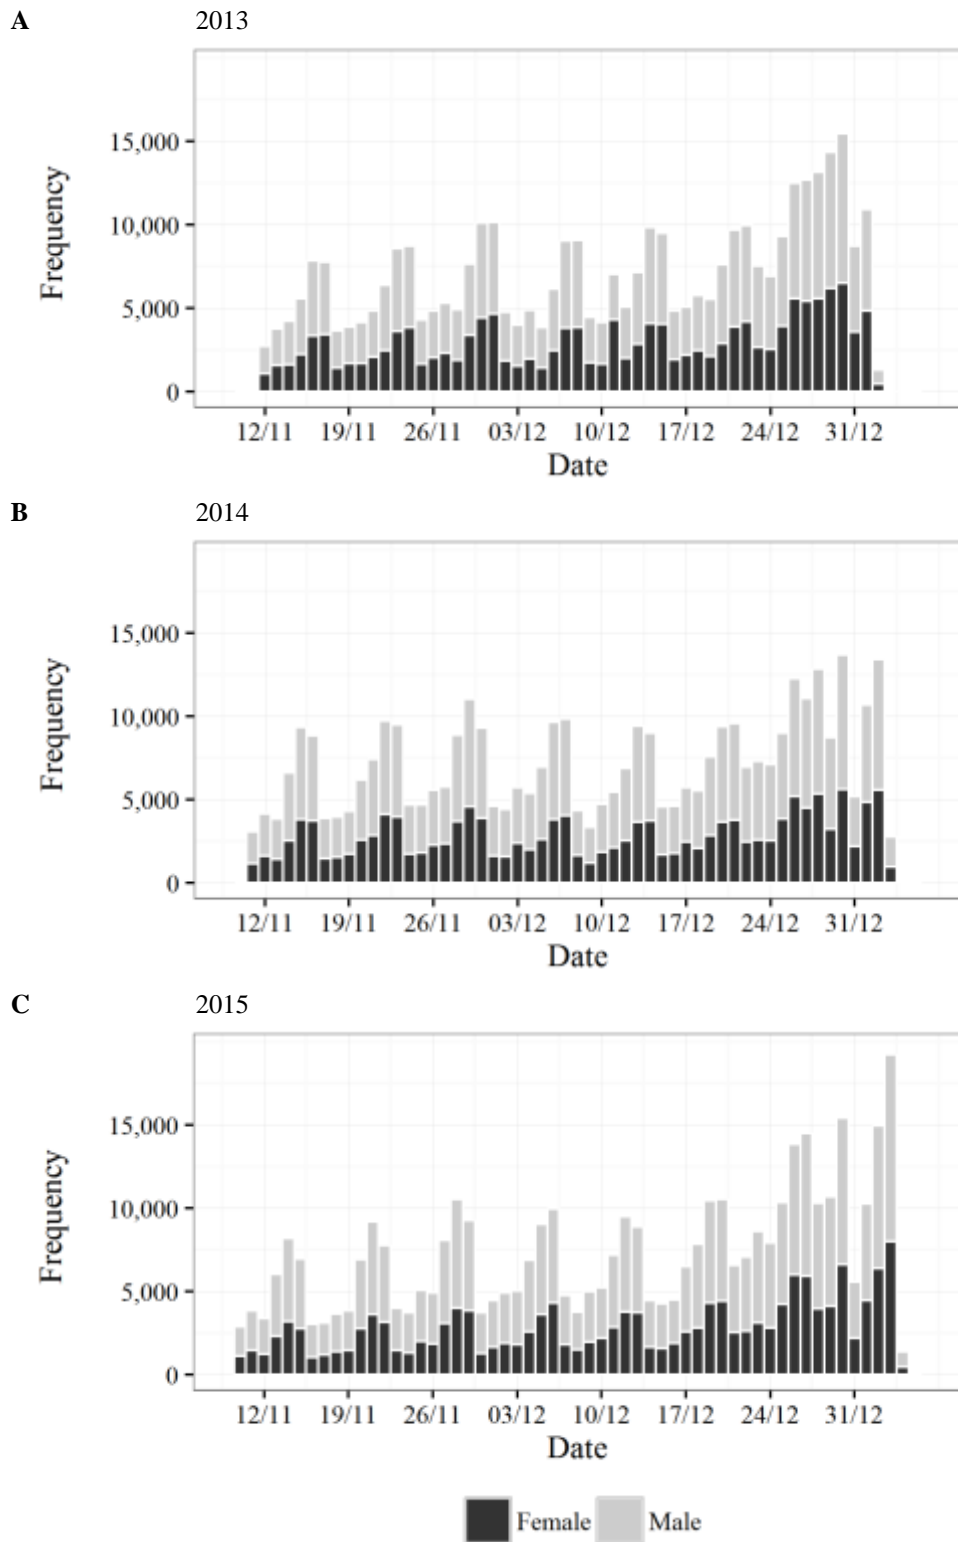 A 2013
Frequency
15,000
10,000
5,000
0
12/11 19/11 26/11 03/12 10/12 17/12 24/12 31/12
Date
B 2014
Frequency
15,000
10,000
5,000
0
12/11 19/11 26/11 03/12 10/12 17/12 24/12 31/12
Date
C 2015
Frequency
15,000
10,000
5,000
0
12/11 19/11 26/11 03/12 10/12 17/12 24/12 31/12
Date
Female Male